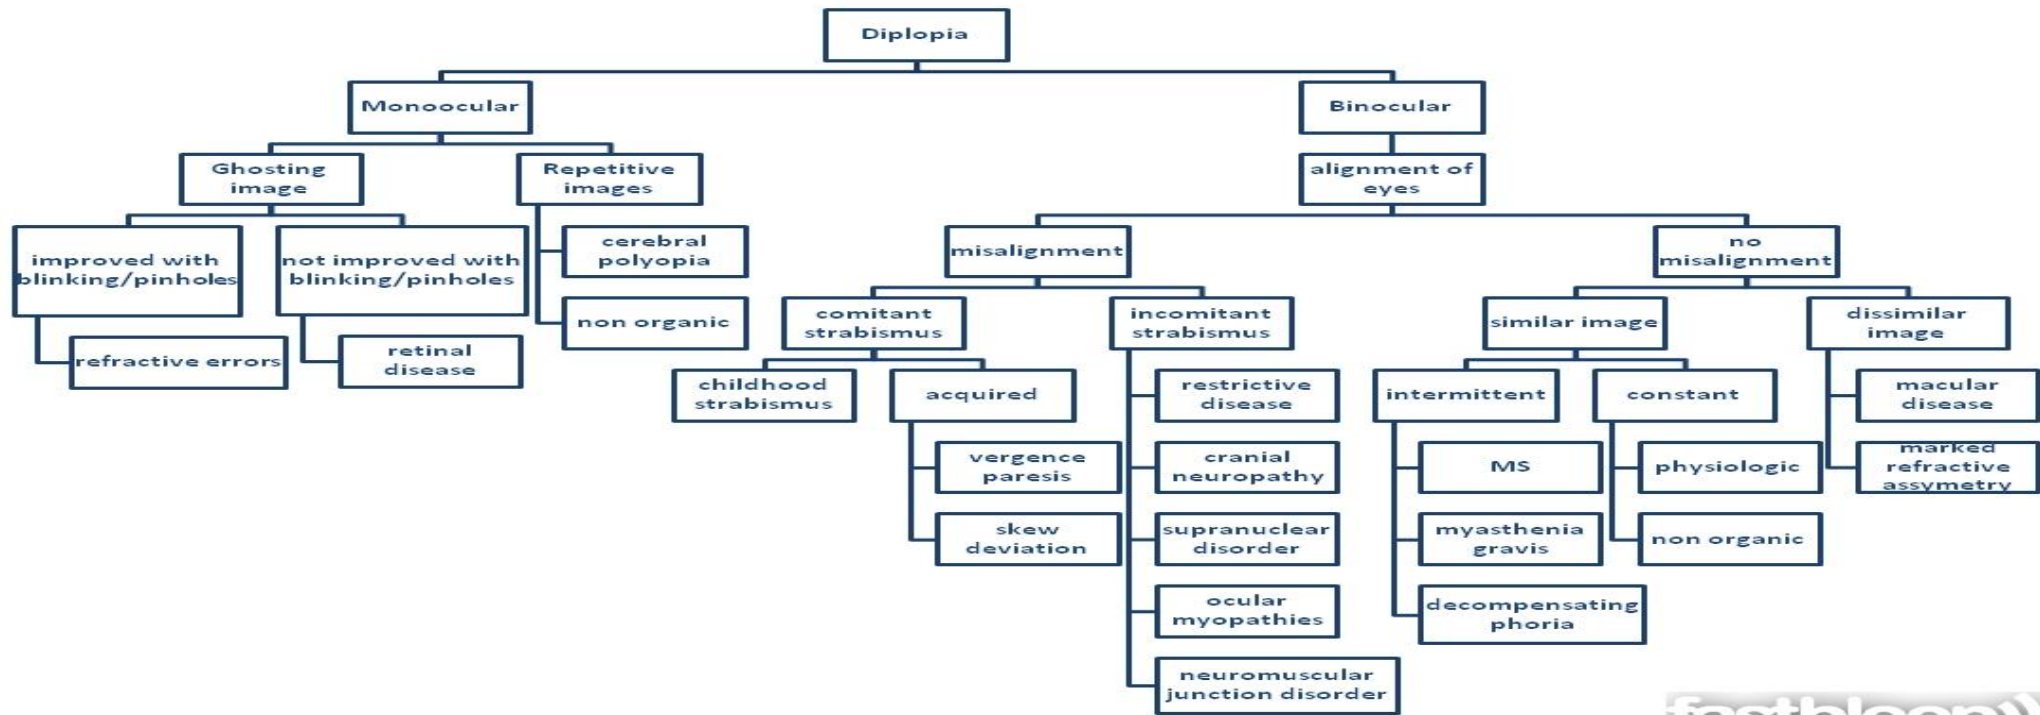 Diplopia
Monoocular
Binocular
Ghosting
image
Repetitive
images
alignment of
eyes
improved with
blinking/pinholes
not improved with
blinking/pinholes
cerebral
polyopia
non organic
refractive errors
retinal
disease
misalignment
no
misalignment
comitant
strabismus
incomitant
strabismus
similar image
dissimilar
image
childhood
strabismus
acquired
vergence
paresis
skew
deviation
restrictive
disease
cranial
neuropathy
supranuclear
disorder
ocular
myopathies
neuromuscular
junction disorder
intermittent
constant
MS
myasthenia
gravis
decompensating
phoria
physiologic
non organic
macular
disease
marked
refractive
assymetry